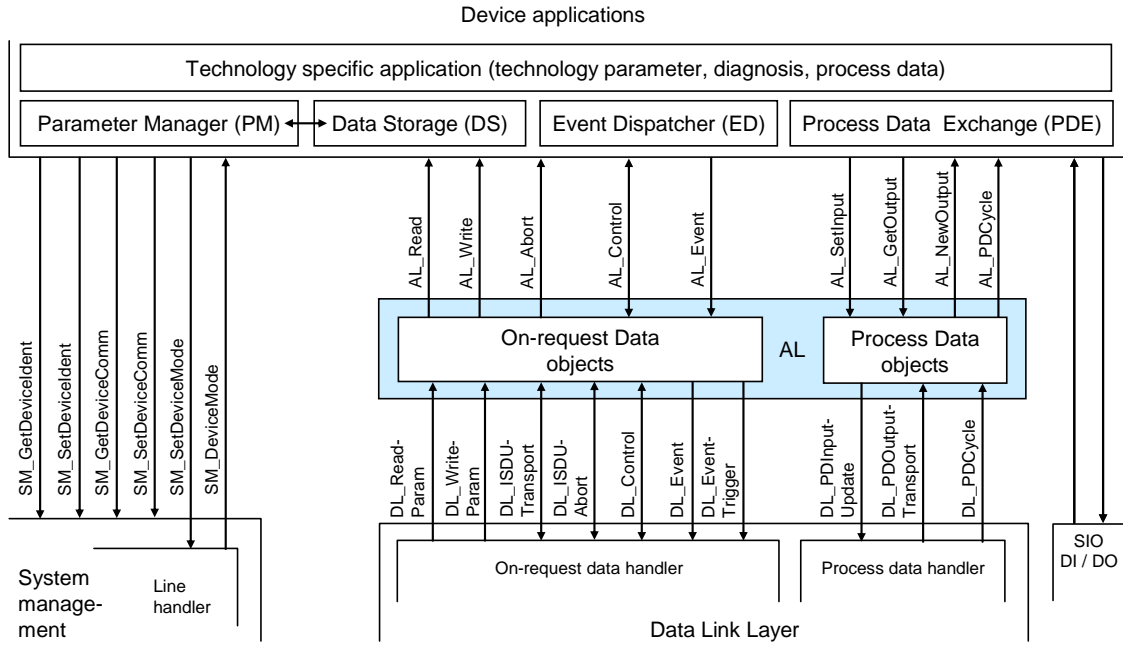 Device applications
Technology specific application (technology parameter, diagnosis, process data)
Parameter Manager (PM)
Data Storage (DS)
Event Dispatcher (ED)
Process Data Exchange (PDE)
SM_GetDeviceIdent
SM_SetDeviceIdent
SM_GetDeviceComm
SM_SetDeviceComm
SM_SetDeviceMode
SM_DeviceMode
AL_Read
AL_Write
AL_Abort
AL_Control
AL_Event
AL_SetInput
AL_GetOutput
AL_NewOutput
AL_PDCycle
On-request Data
objects
AL
Process Data
objects
DL_Read-
Param
DL_Write-
Param
DL_ISDU-
Transport
DL_ISDU-
Abort
DL_Control
DL_Event
DL_Event-
Trigger
DL_PDInput-
Update
DL_PDOutput-
Transport
DL_PDCycle
System
manage-
ment
Line
handler
On-request data handler
Process data handler
Data Link Layer
SIO
DI / DO